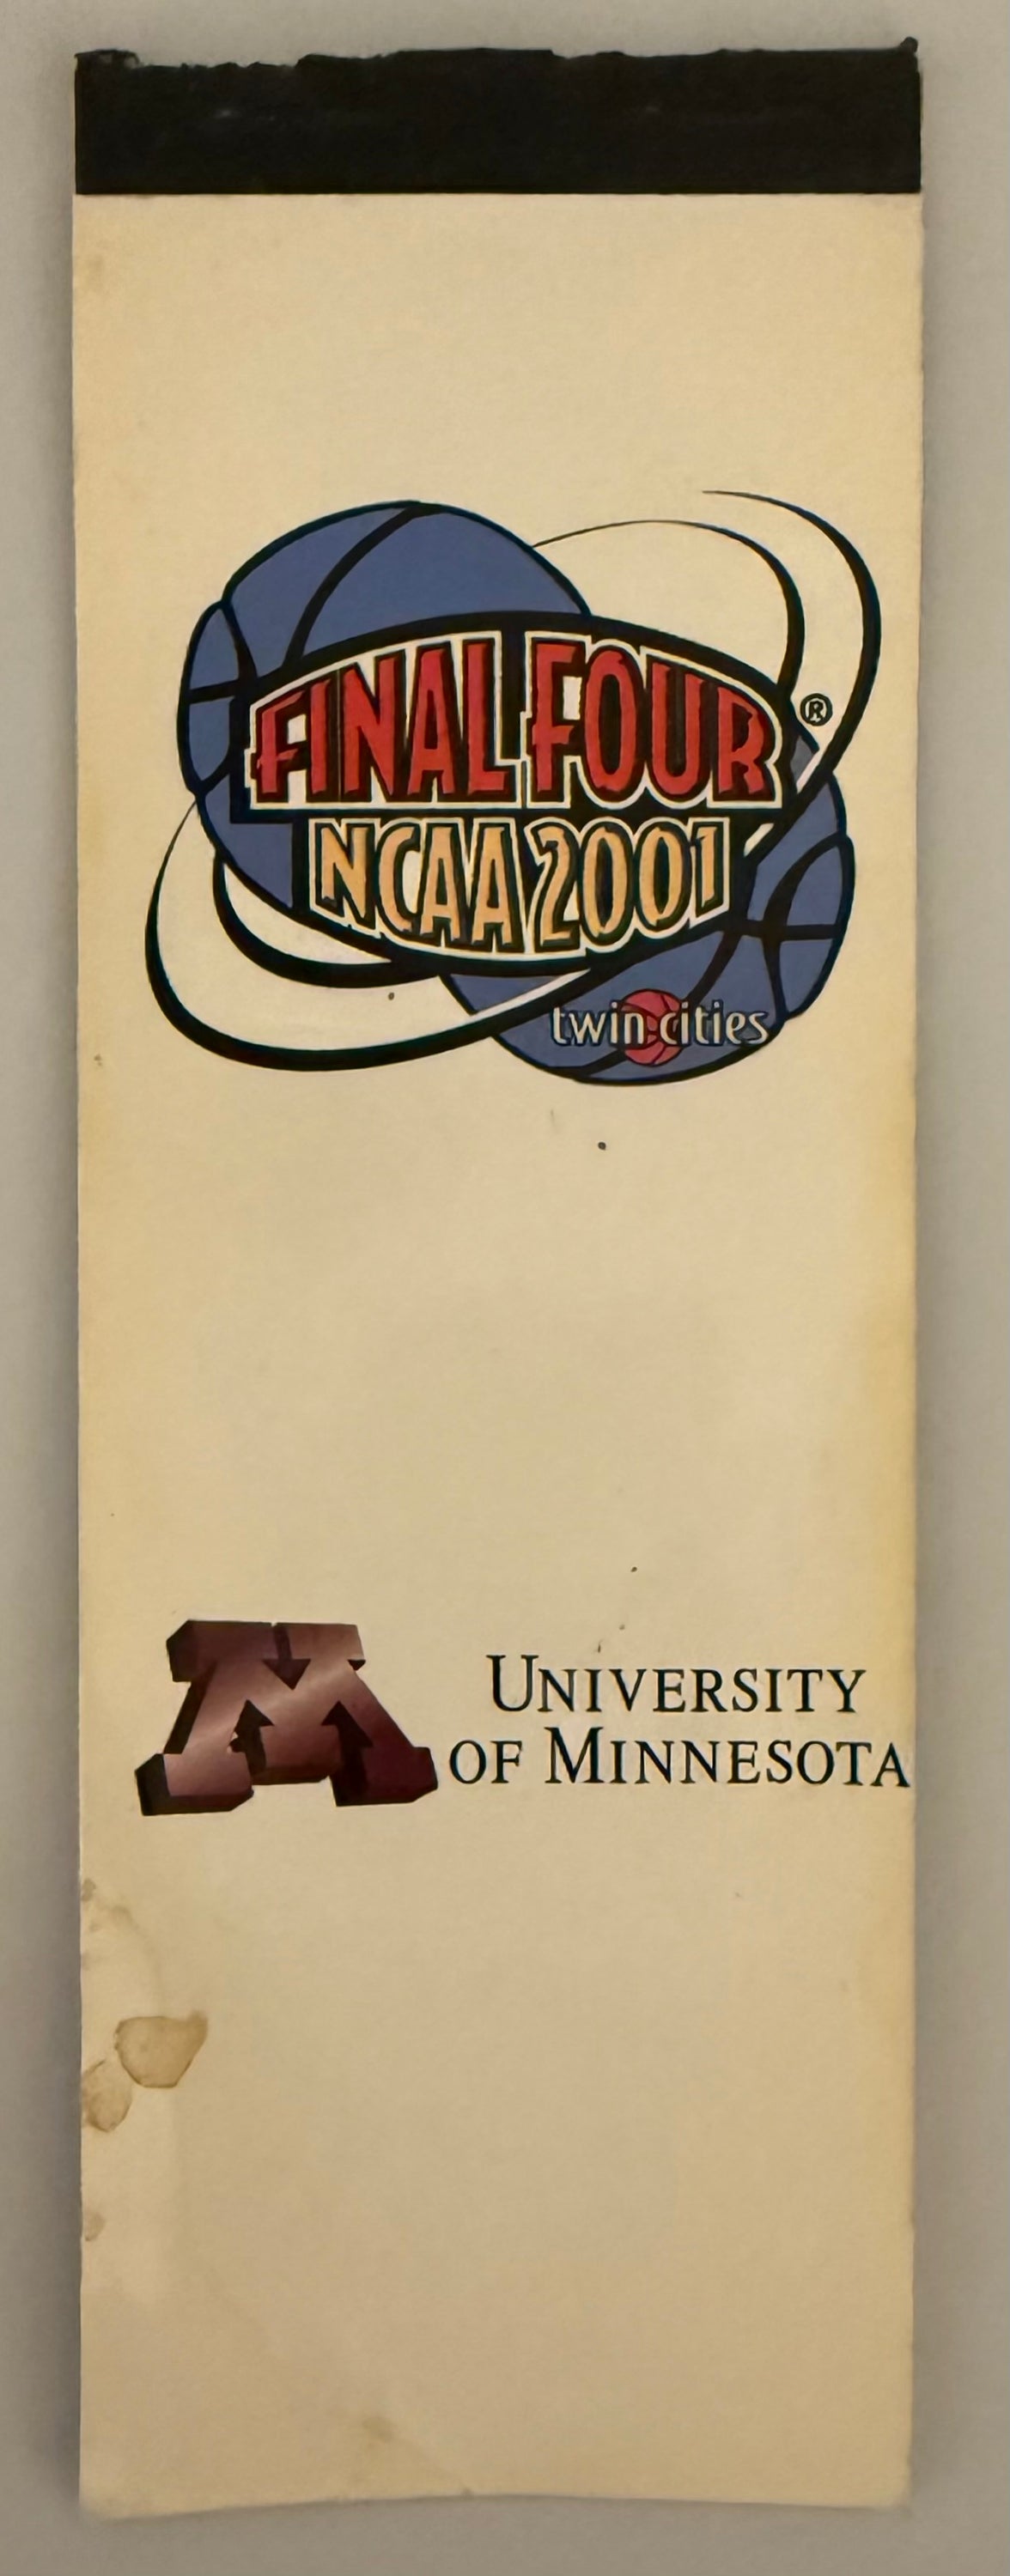 FINAL FOUR ®
NCAA 2001
twin cities
M
UNIVERSITY
OF MINNESOTA